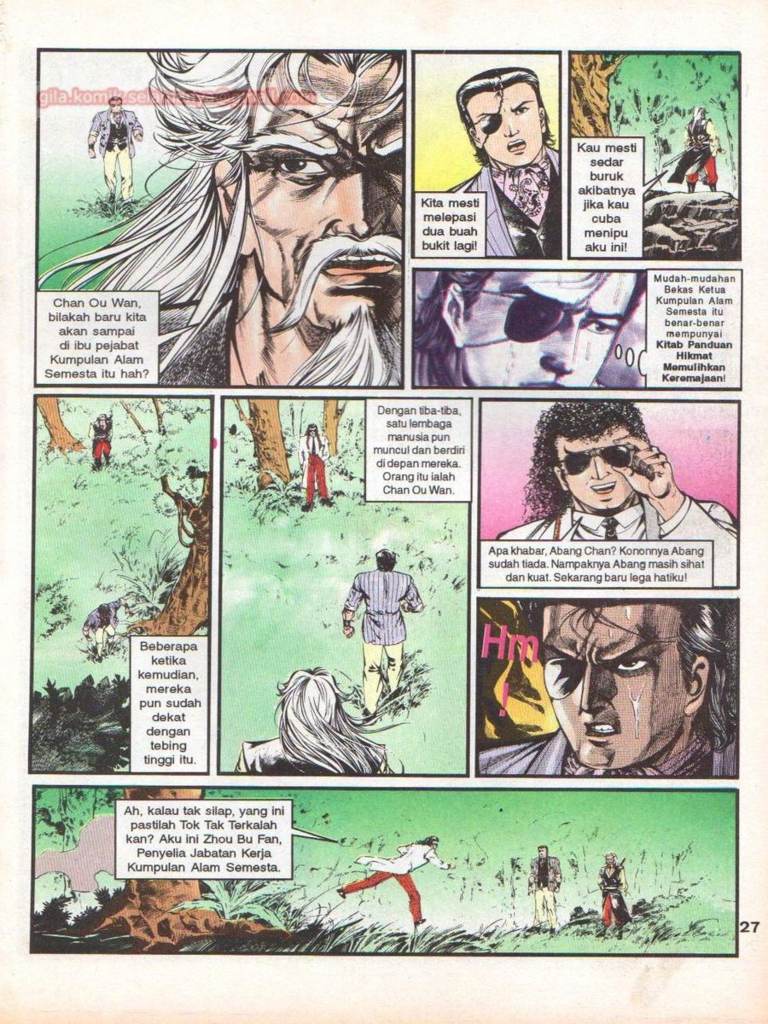 Chan Ou Wan,
bilakah baru kita
akan sampai
di ibu pejabat
Kumpulan Alam
Semesta itu hah?
Kita mesti
melepasi
dua buah
bukit lagi!
Kau mesti
sedar
buruk
akibatnya
jika kau
cuba
menipu
aku ini!
Mudah-mudahan
Bekas Ketua
Kumpulan Alam
Semesta itu
benar-benar
mempunyai
Kitab Panduan
Hikmat
Memulihkan
Keremajaan!
Beberapa
ketika
kemudian,
mereka
pun sudah
dekat
dengan
tebing
tinggi itu.
Dengan tiba-tiba,
satu lembaga
manusia pun
muncul dan berdiri
di depan mereka.
Orang itu ialah
Chan Ou Wan.
Apa khabar, Abang Chan? Kononnya Abang
sudah tiada. Nampaknya Abang masih sihat
dan kuat. Sekarang baru lega hatiku!
Hm
!
Ah, kalau tak silap, yang ini
pastilah Tok Tak Terkalah
kan? Aku ini Zhou Bu Fan,
Penyelia Jabatan Kerja
Kumpulan Alam Semesta.
27